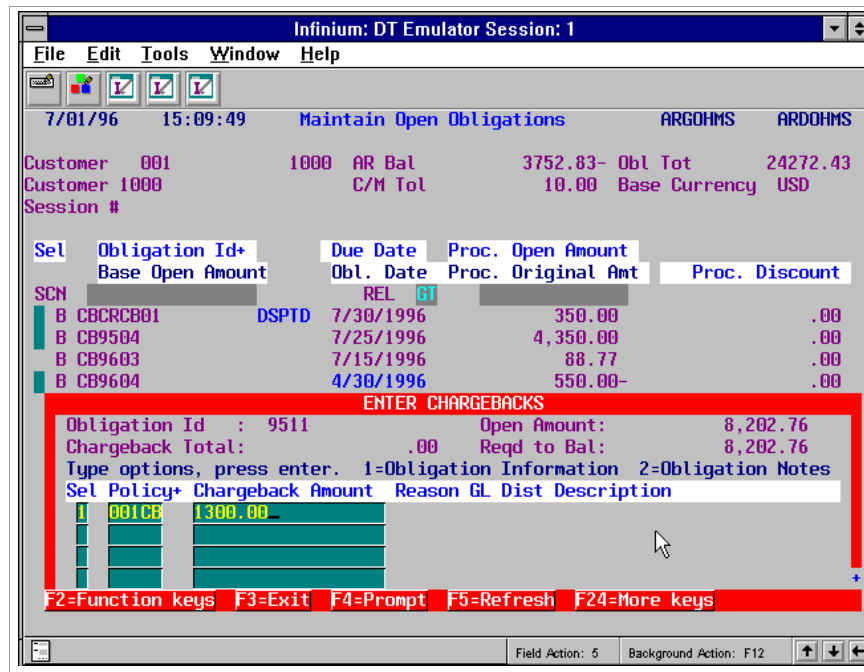 Infinium: DT Emulator Session: 1
File Edit Tools Window Help
7/01/96 15:09:49 Maintain Open Obligations ARGOHMS ARDOHMS
Customer 001 1000 AR Bal 3752.83- Obl Tot 24272.43
Customer 1000 C/M Tol 10.00 Base Currency USD
Session #
Sel Obligation Id+ Due Date Proc. Open Amount
Base Open Amount Obl. Date Proc. Original Amt Proc. Discount
SCN REL GT
B CBCRCB01 DSPTD 7/30/1996 350.00 .00
B CB9504 7/25/1996 4,350.00 .00
B CB9603 7/15/1996 88.77 .00
B CB9604 4/30/1996 550.00- .00
ENTER CHARGEBACKS
Obligation Id : 9511 Open Amount: 8,202.76
Chargeback Total: .00 Reqd to Bal: 8,202.76
Type options, press enter. 1=Obligation Information 2=Obligation Notes
Sel Policy+ Chargeback Amount Reason GL Dist Description
1 001CB 1300.00_
+
F2=Function keys F3=Exit F4=Prompt F5=Refresh F24=More keys
Field Action: 5 Background Action: F12